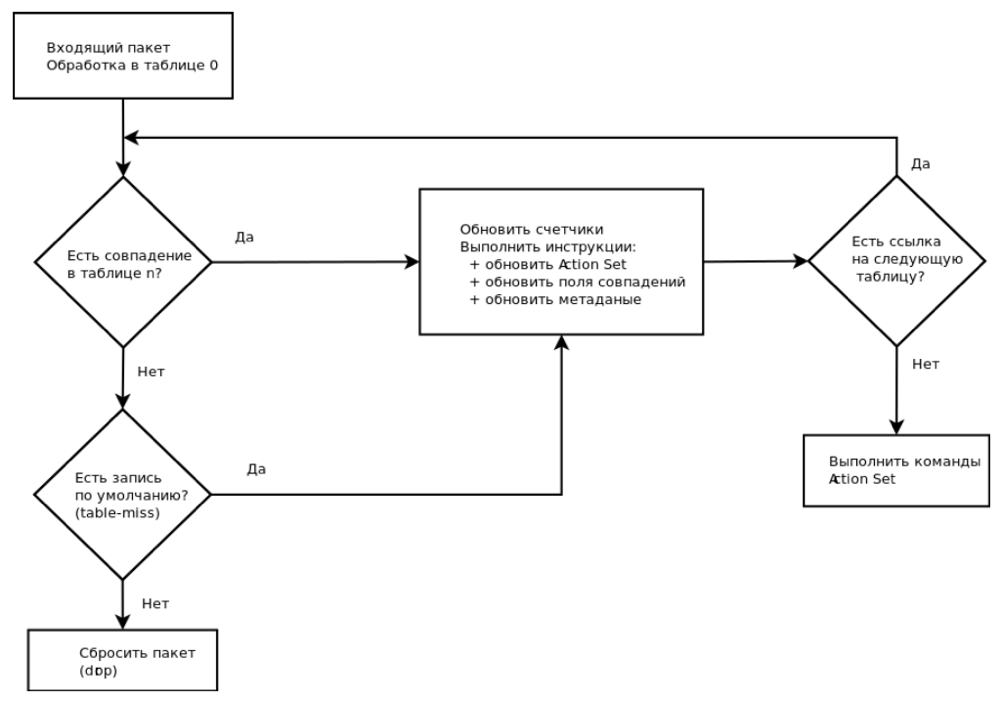 Входящий пакет
Обработка в таблице 0
Да
Есть совпадение
в таблице n?
Да
Обновить счетчики
Выполнить инструкции:
+ обновить Action Set
+ обновить поля совпадений
+ обновить метаданые
Есть ссылка
на следующую
таблицу?
Нет
Нет
Есть запись
по умолчанию?
(table-miss)
Да
Выполнить команды
Action Set
Нет
Сбросить пакет
(drop)